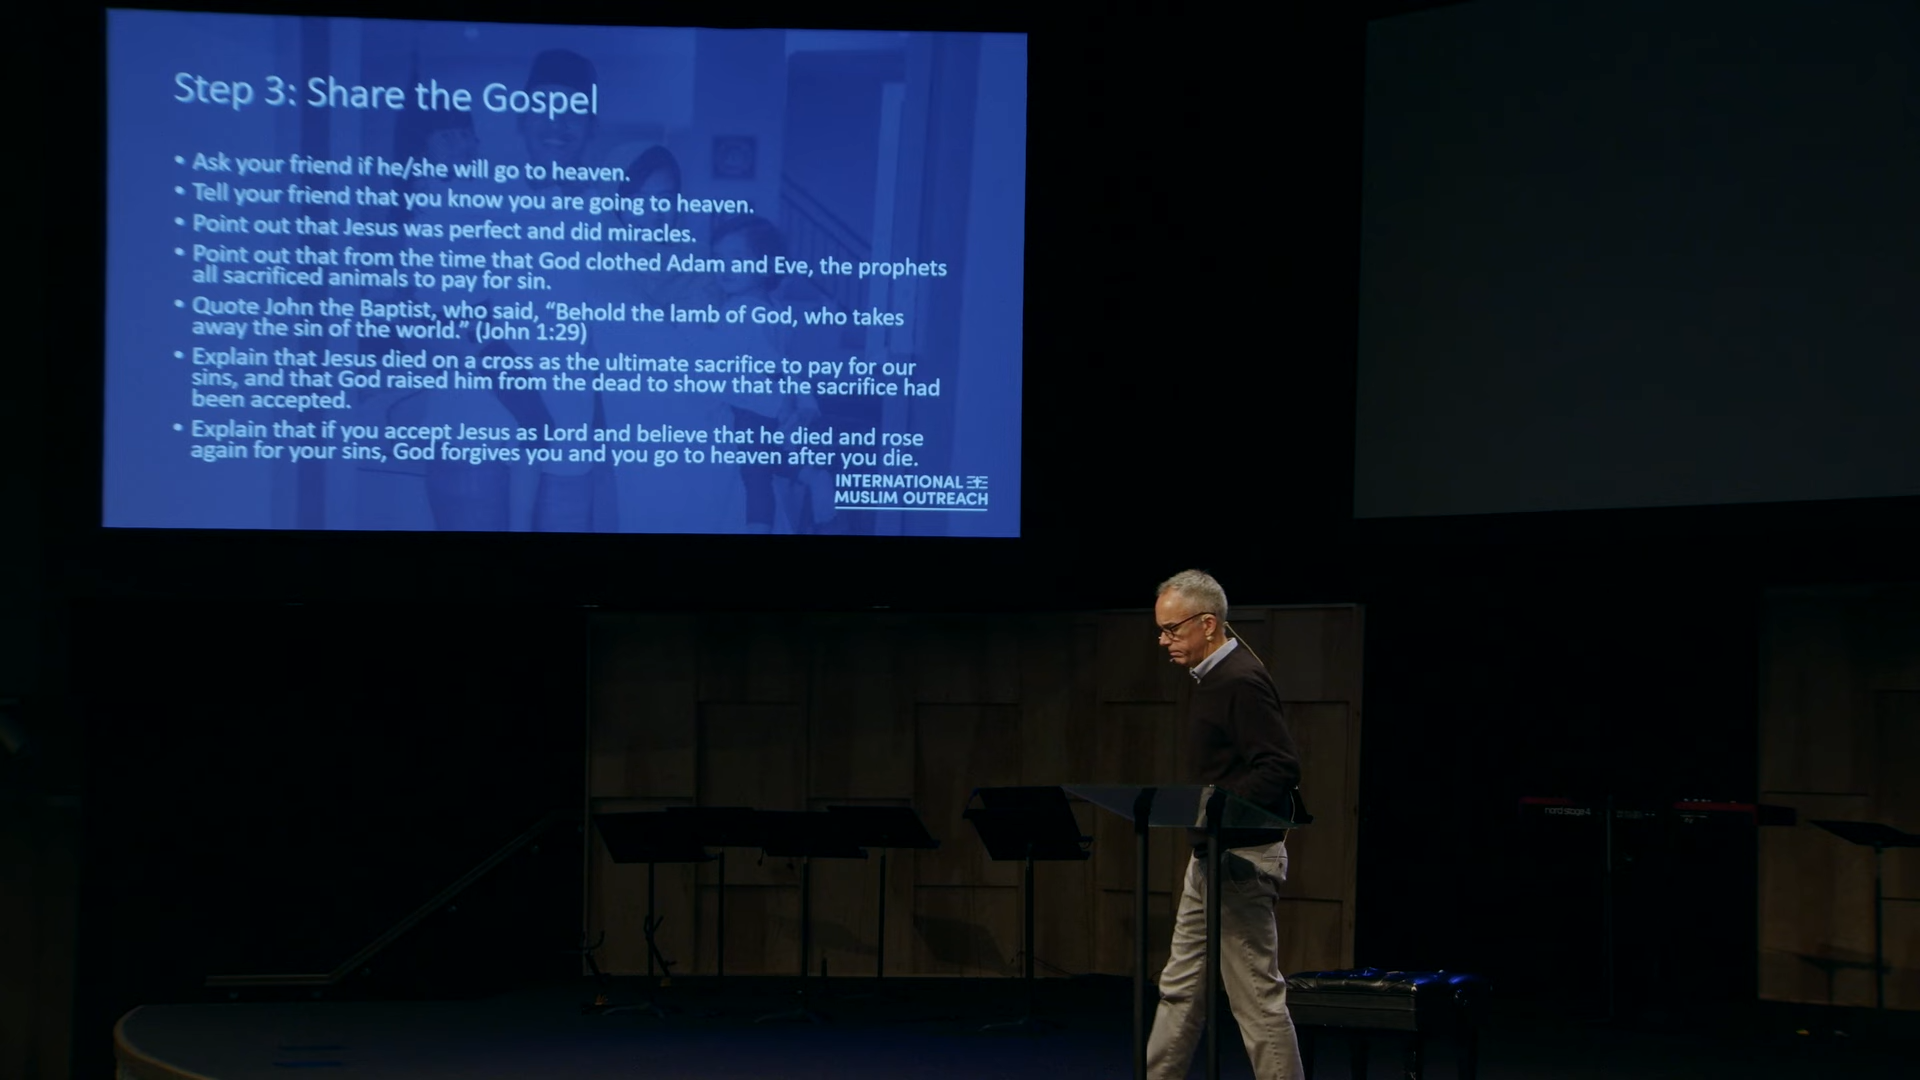 Step 3: Share the Gospel
• Ask your friend if he/she will go to heaven.
• Tell your friend that you know you are going to heaven.
• Point out that Jesus was perfect and did miracles.
• Point out that from the time that God clothed Adam and Eve, the prophets
all sacrificed animals to pay for sin.
• Quote John the Baptist, who said, “Behold the lamb of God, who takes
away the sin of the world.” (John 1:29)
• Explain that Jesus died on a cross as the ultimate sacrifice to pay for our
sins, and that God raised him from the dead to show that the sacrifice had
been accepted.
• Explain that if you accept Jesus as Lord and believe that he died and rose
again for your sins, God forgives you and you go to heaven after you die.
INTERNATIONAL
MUSLIM OUTREACH
nord stage 4